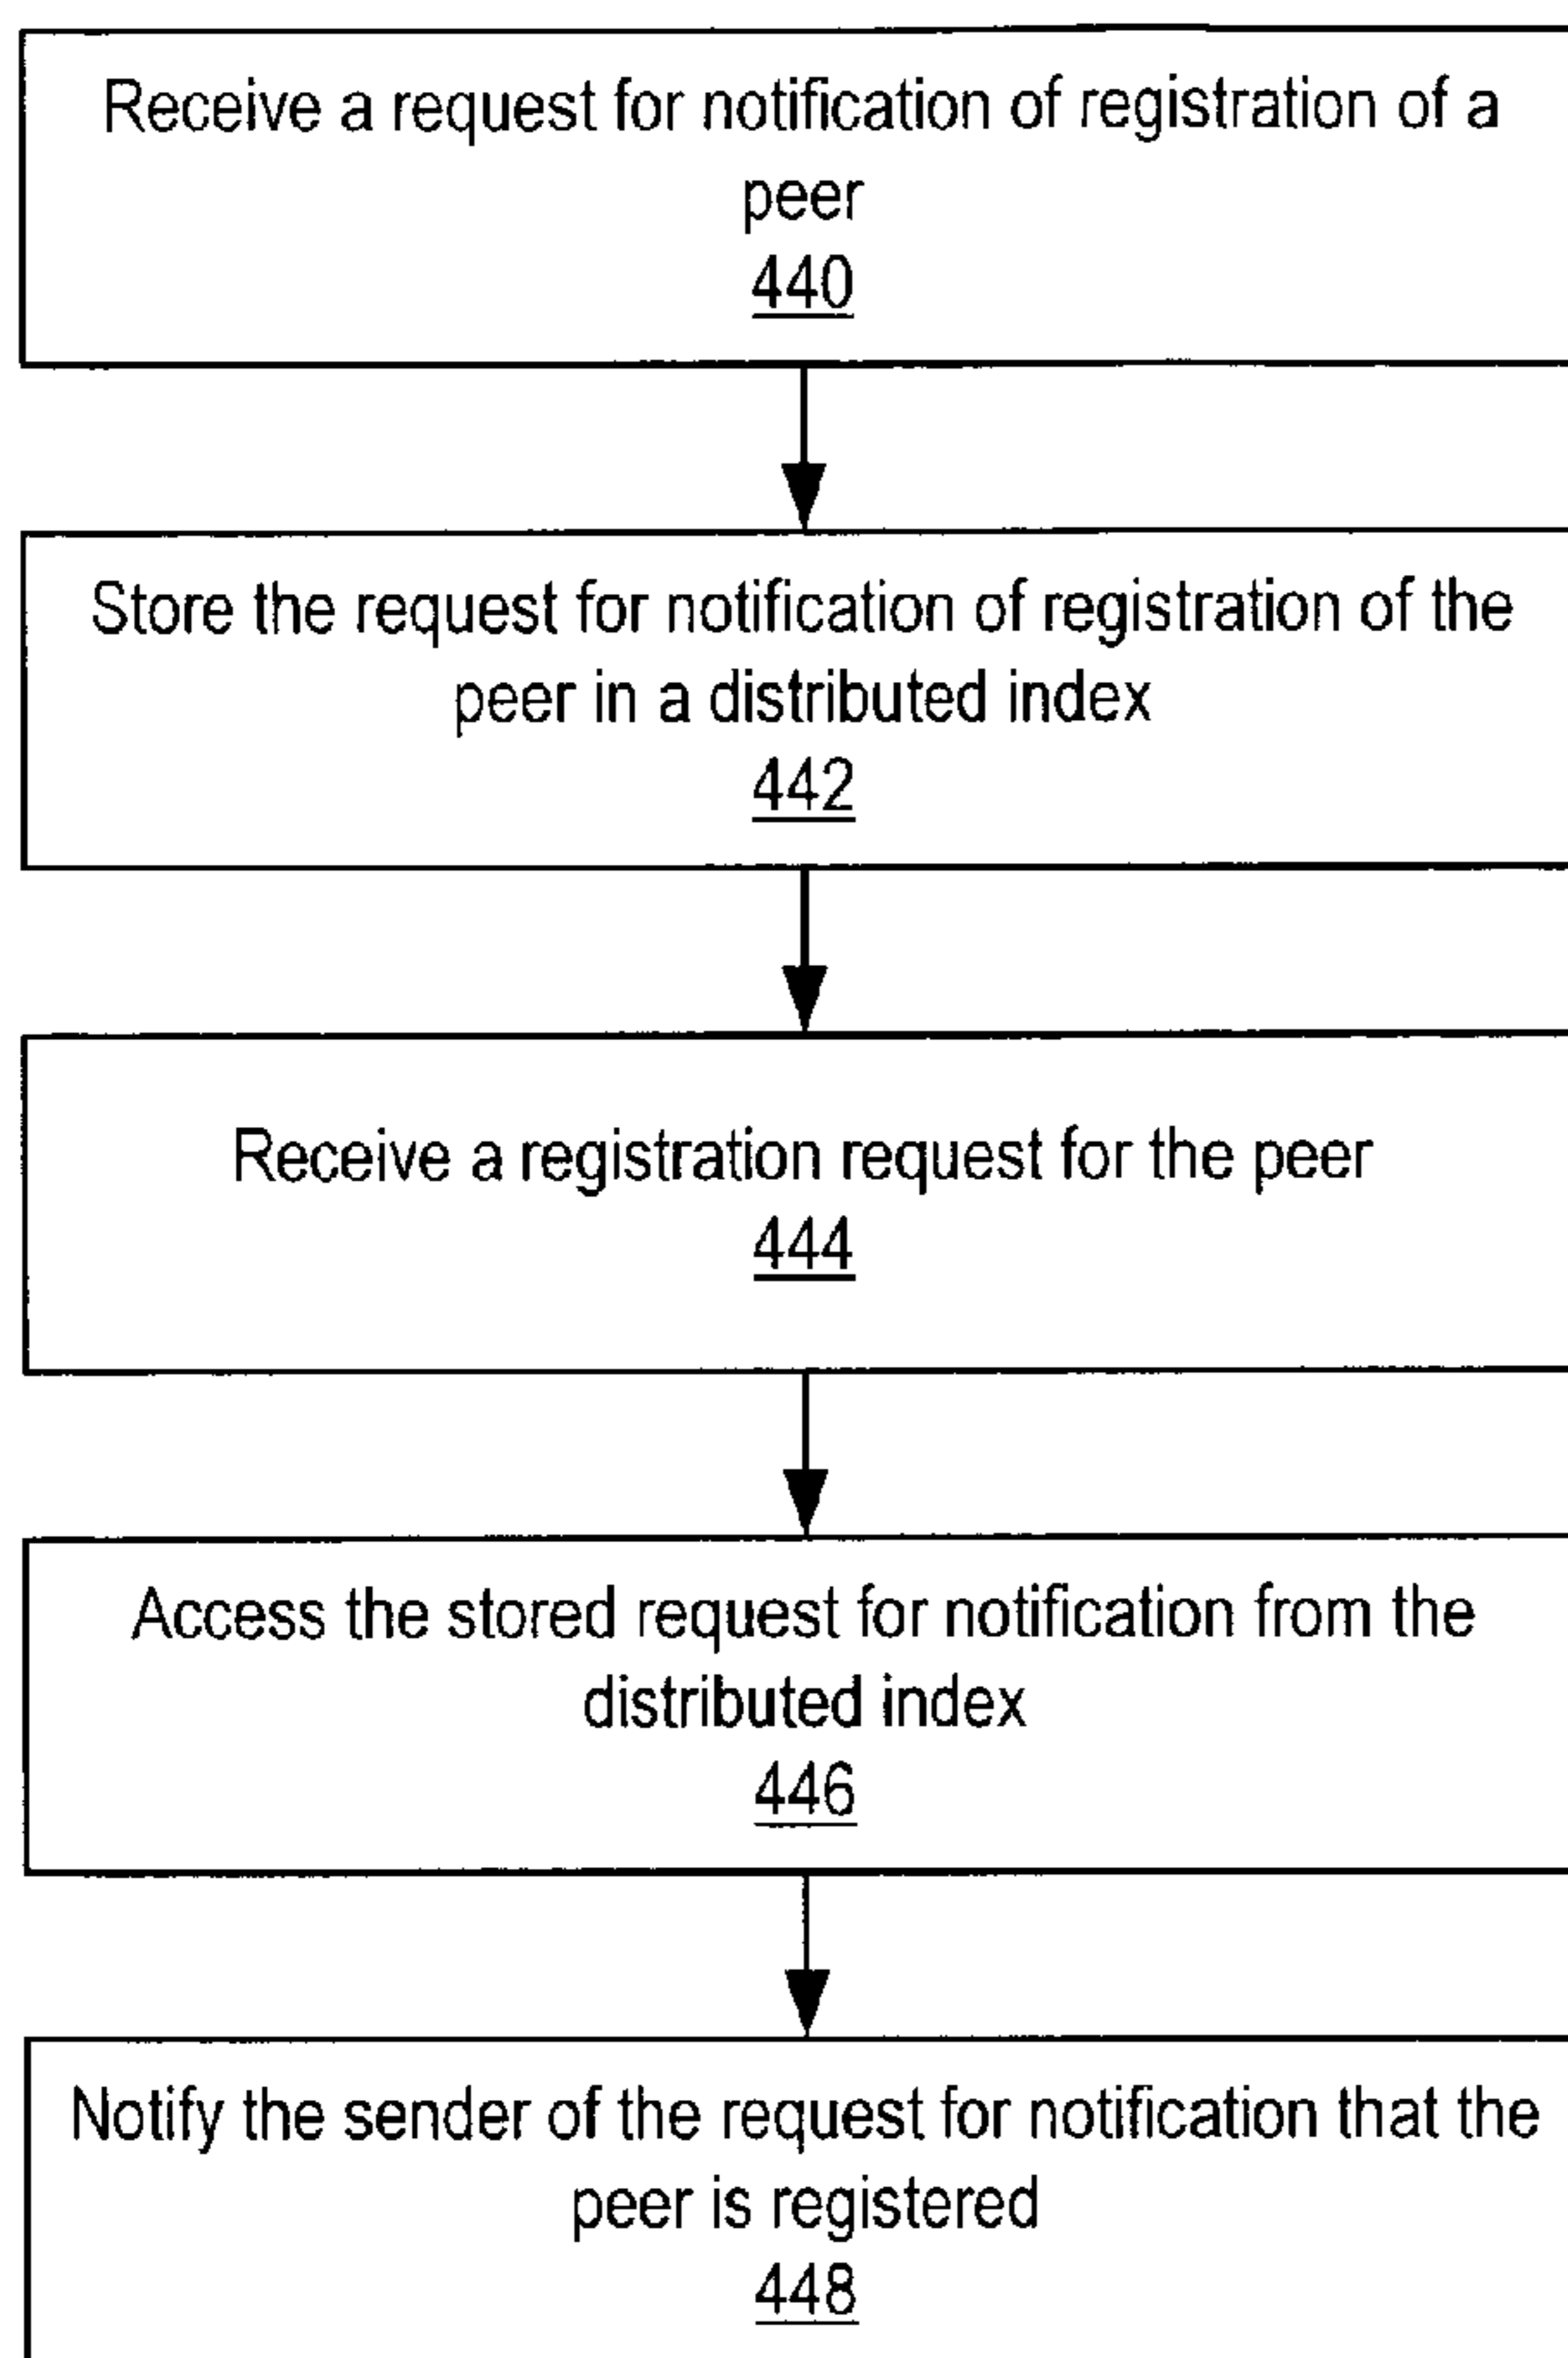 Receive a request for notification of registration of a
peer
440
Store the request for notification of registration of the
peer in a distributed index
442
Receive a registration request for the peer
444
Access the stored request for notification from the
distributed index
446
Notify the sender of the request for notification that the
peer is registered
448